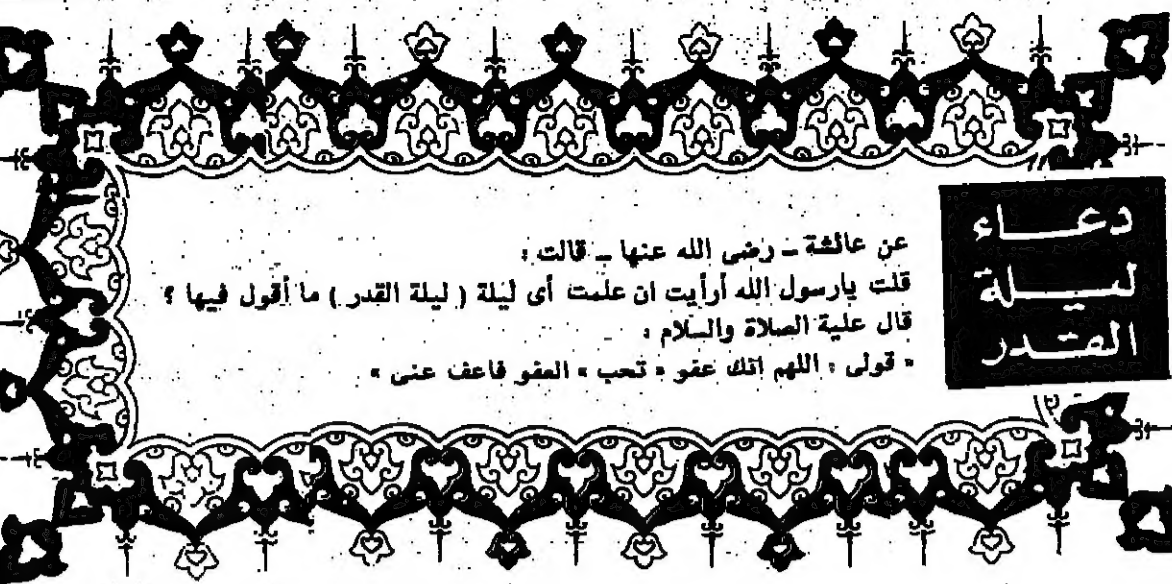 دعاء
ليلة
القدر
عن عائشة ـ رضى الله عنها ـ قالت :
قلت يارسول الله أرأيت ان علمت أى ليلة ( ليلة القدر ) ما أقول فيها ؟
قال علية الصلاة والسلام :
« قولى : اللهم انك عفو « تحب » العفو فاعف عنى »